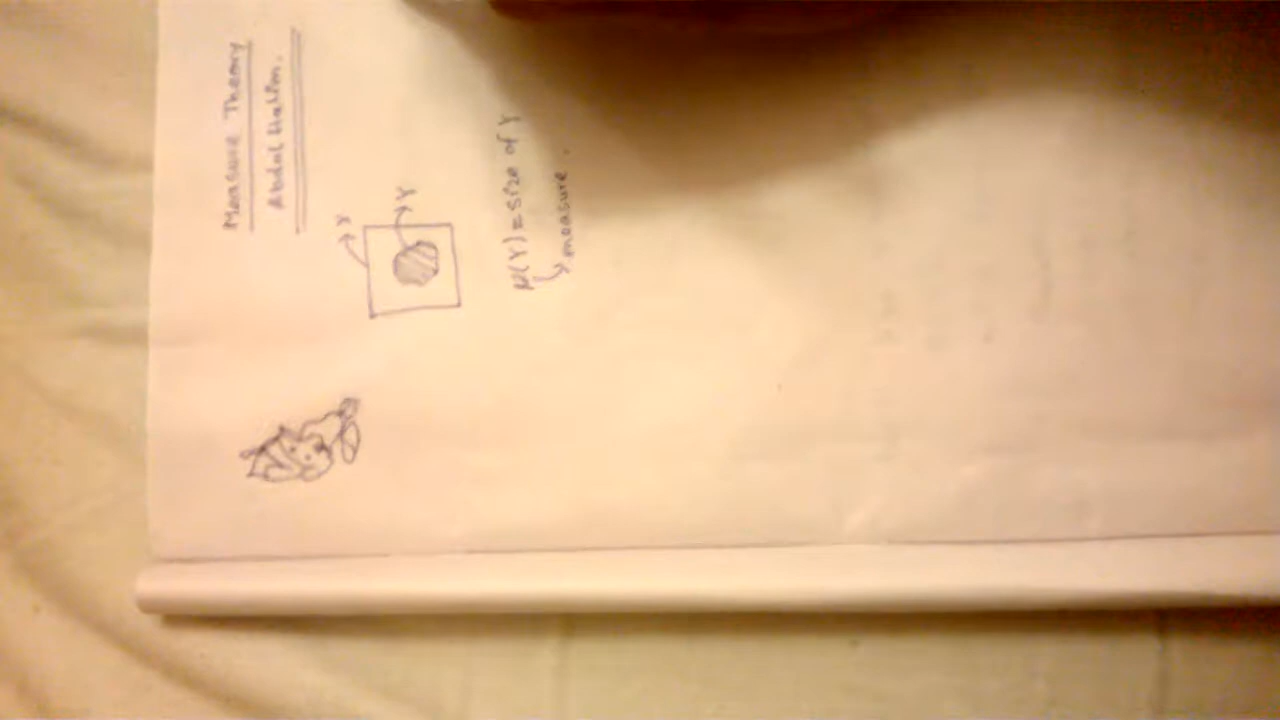 Measure Theory
Abdul Halim.
X
Y
μ(Y) = size of Y
measure.